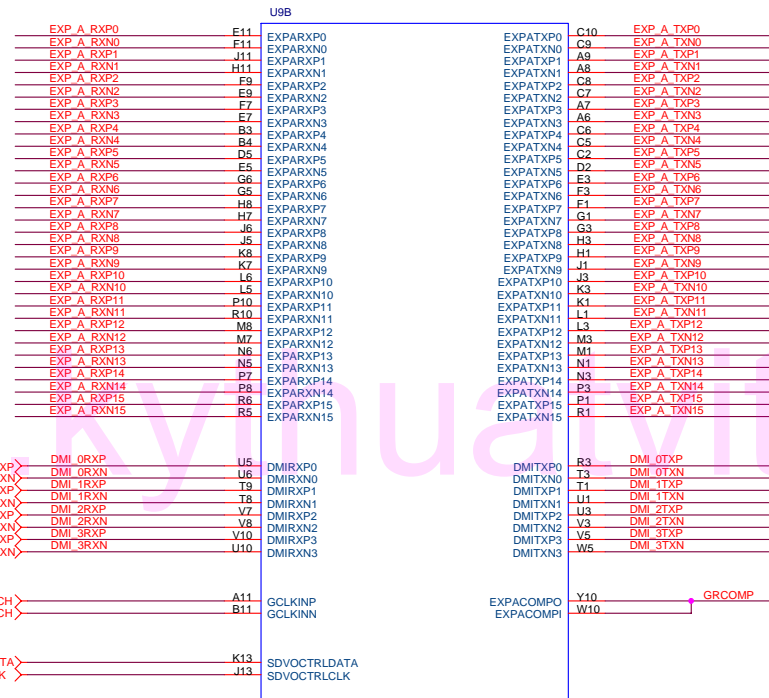 U9B
EXP_A_RXP0 E11 EXPARXP0 EXPATXP0 C10 EXP_A_TXP0
EXP_A_RXN0 F11 EXPARXN0 EXPATXN0 C9 EXP_A_TXN0
EXP_A_RXP1 J11 EXPARXP1 EXPATXP1 A9 EXP_A_TXP1
EXP_A_RXN1 H11 EXPARXN1 EXPATXN1 A8 EXP_A_TXN1
EXP_A_RXP2 F9 EXPARXP2 EXPATXP2 C8 EXP_A_TXP2
EXP_A_RXN2 E9 EXPARXN2 EXPATXN2 C7 EXP_A_TXN2
EXP_A_RXP3 F7 EXPARXP3 EXPATXP3 A7 EXP_A_TXP3
EXP_A_RXN3 E7 EXPARXN3 EXPATXN3 A6 EXP_A_TXN3
EXP_A_RXP4 B3 EXPARXP4 EXPATXP4 C6 EXP_A_TXP4
EXP_A_RXN4 B4 EXPARXN4 EXPATXN4 C5 EXP_A_TXN4
EXP_A_RXP5 D5 EXPARXP5 EXPATXP5 C2 EXP_A_TXP5
EXP_A_RXN5 E5 EXPARXN5 EXPATXN5 D2 EXP_A_TXN5
EXP_A_RXP6 G6 EXPARXP6 EXPATXP6 E3 EXP_A_TXP6
EXP_A_RXN6 G5 EXPARXN6 EXPATXN6 F3 EXP_A_TXN6
EXP_A_RXP7 H8 EXPARXP7 EXPATXP7 F1 EXP_A_TXP7
EXP_A_RXN7 H7 EXPARXN7 EXPATXN7 G1 EXP_A_TXN7
EXP_A_RXP8 J6 EXPARXP8 EXPATXP8 G3 EXP_A_TXP8
EXP_A_RXN8 J5 EXPARXN8 EXPATXN8 H3 EXP_A_TXN8
EXP_A_RXP9 K8 EXPARXP9 EXPATXP9 H1 EXP_A_TXP9
EXP_A_RXN9 K7 EXPARXN9 EXPATXN9 J1 EXP_A_TXN9
EXP_A_RXP10 L6 EXPARXP10 EXPATXP10 J3 EXP_A_TXP10
EXP_A_RXN10 L5 EXPARXN10 EXPATXN10 K3 EXP_A_TXN10
EXP_A_RXP11 P10 EXPARXP11 EXPATXP11 K1 EXP_A_TXP11
EXP_A_RXN11 R10 EXPARXN11 EXPATXN11 L1 EXP_A_TXN11
EXP_A_RXP12 M8 EXPARXP12 EXPATXP12 L3 EXP_A_TXP12
EXP_A_RXN12 M7 EXPARXN12 EXPATXN12 M3 EXP_A_TXN12
EXP_A_RXP13 N6 EXPARXP13 EXPATXP13 M1 EXP_A_TXP13
EXP_A_RXN13 N5 EXPARXN13 EXPATXN13 N1 EXP_A_TXN13
EXP_A_RXP14 P7 EXPARXP14 EXPATXP14 N3 EXP_A_TXP14
EXP_A_RXN14 P8 EXPARXN14 EXPATXN14 P3 EXP_A_TXN14
EXP_A_RXP15 R6 EXPARXP15 EXPATXP15 P1 EXP_A_TXP15
EXP_A_RXN15 R5 EXPARXN15 EXPATXN15 R1 EXP_A_TXN15
.kythuatvit
XP DMI_0RXP U5 DMIRXP0 DMITXP0 R3 DMI_0TXP
XN DMI_0RXN U6 DMIRXN0 DMITXN0 T3 DMI_0TXN
XP DMI_1RXP T9 DMIRXP1 DMITXP1 T1 DMI_1TXP
XN DMI_1RXN T8 DMIRXN1 DMITXN1 U1 DMI_1TXN
XP DMI_2RXP V7 DMIRXP2 DMITXP2 U3 DMI_2TXP
XN DMI_2RXN V8 DMIRXN2 DMITXN2 V3 DMI_2TXN
XP DMI_3RXP V10 DMIRXP3 DMITXP3 V5 DMI_3TXP
XN DMI_3RXN U10 DMIRXN3 DMITXN3 W5 DMI_3TXN
CH A11 GCLKINP EXPACOMPO Y10 GRCOMP
CH B11 GCLKINN EXPACOMPI W10
TA K13 SDVOCTRLDATA
K J13 SDVOCTRLCLK